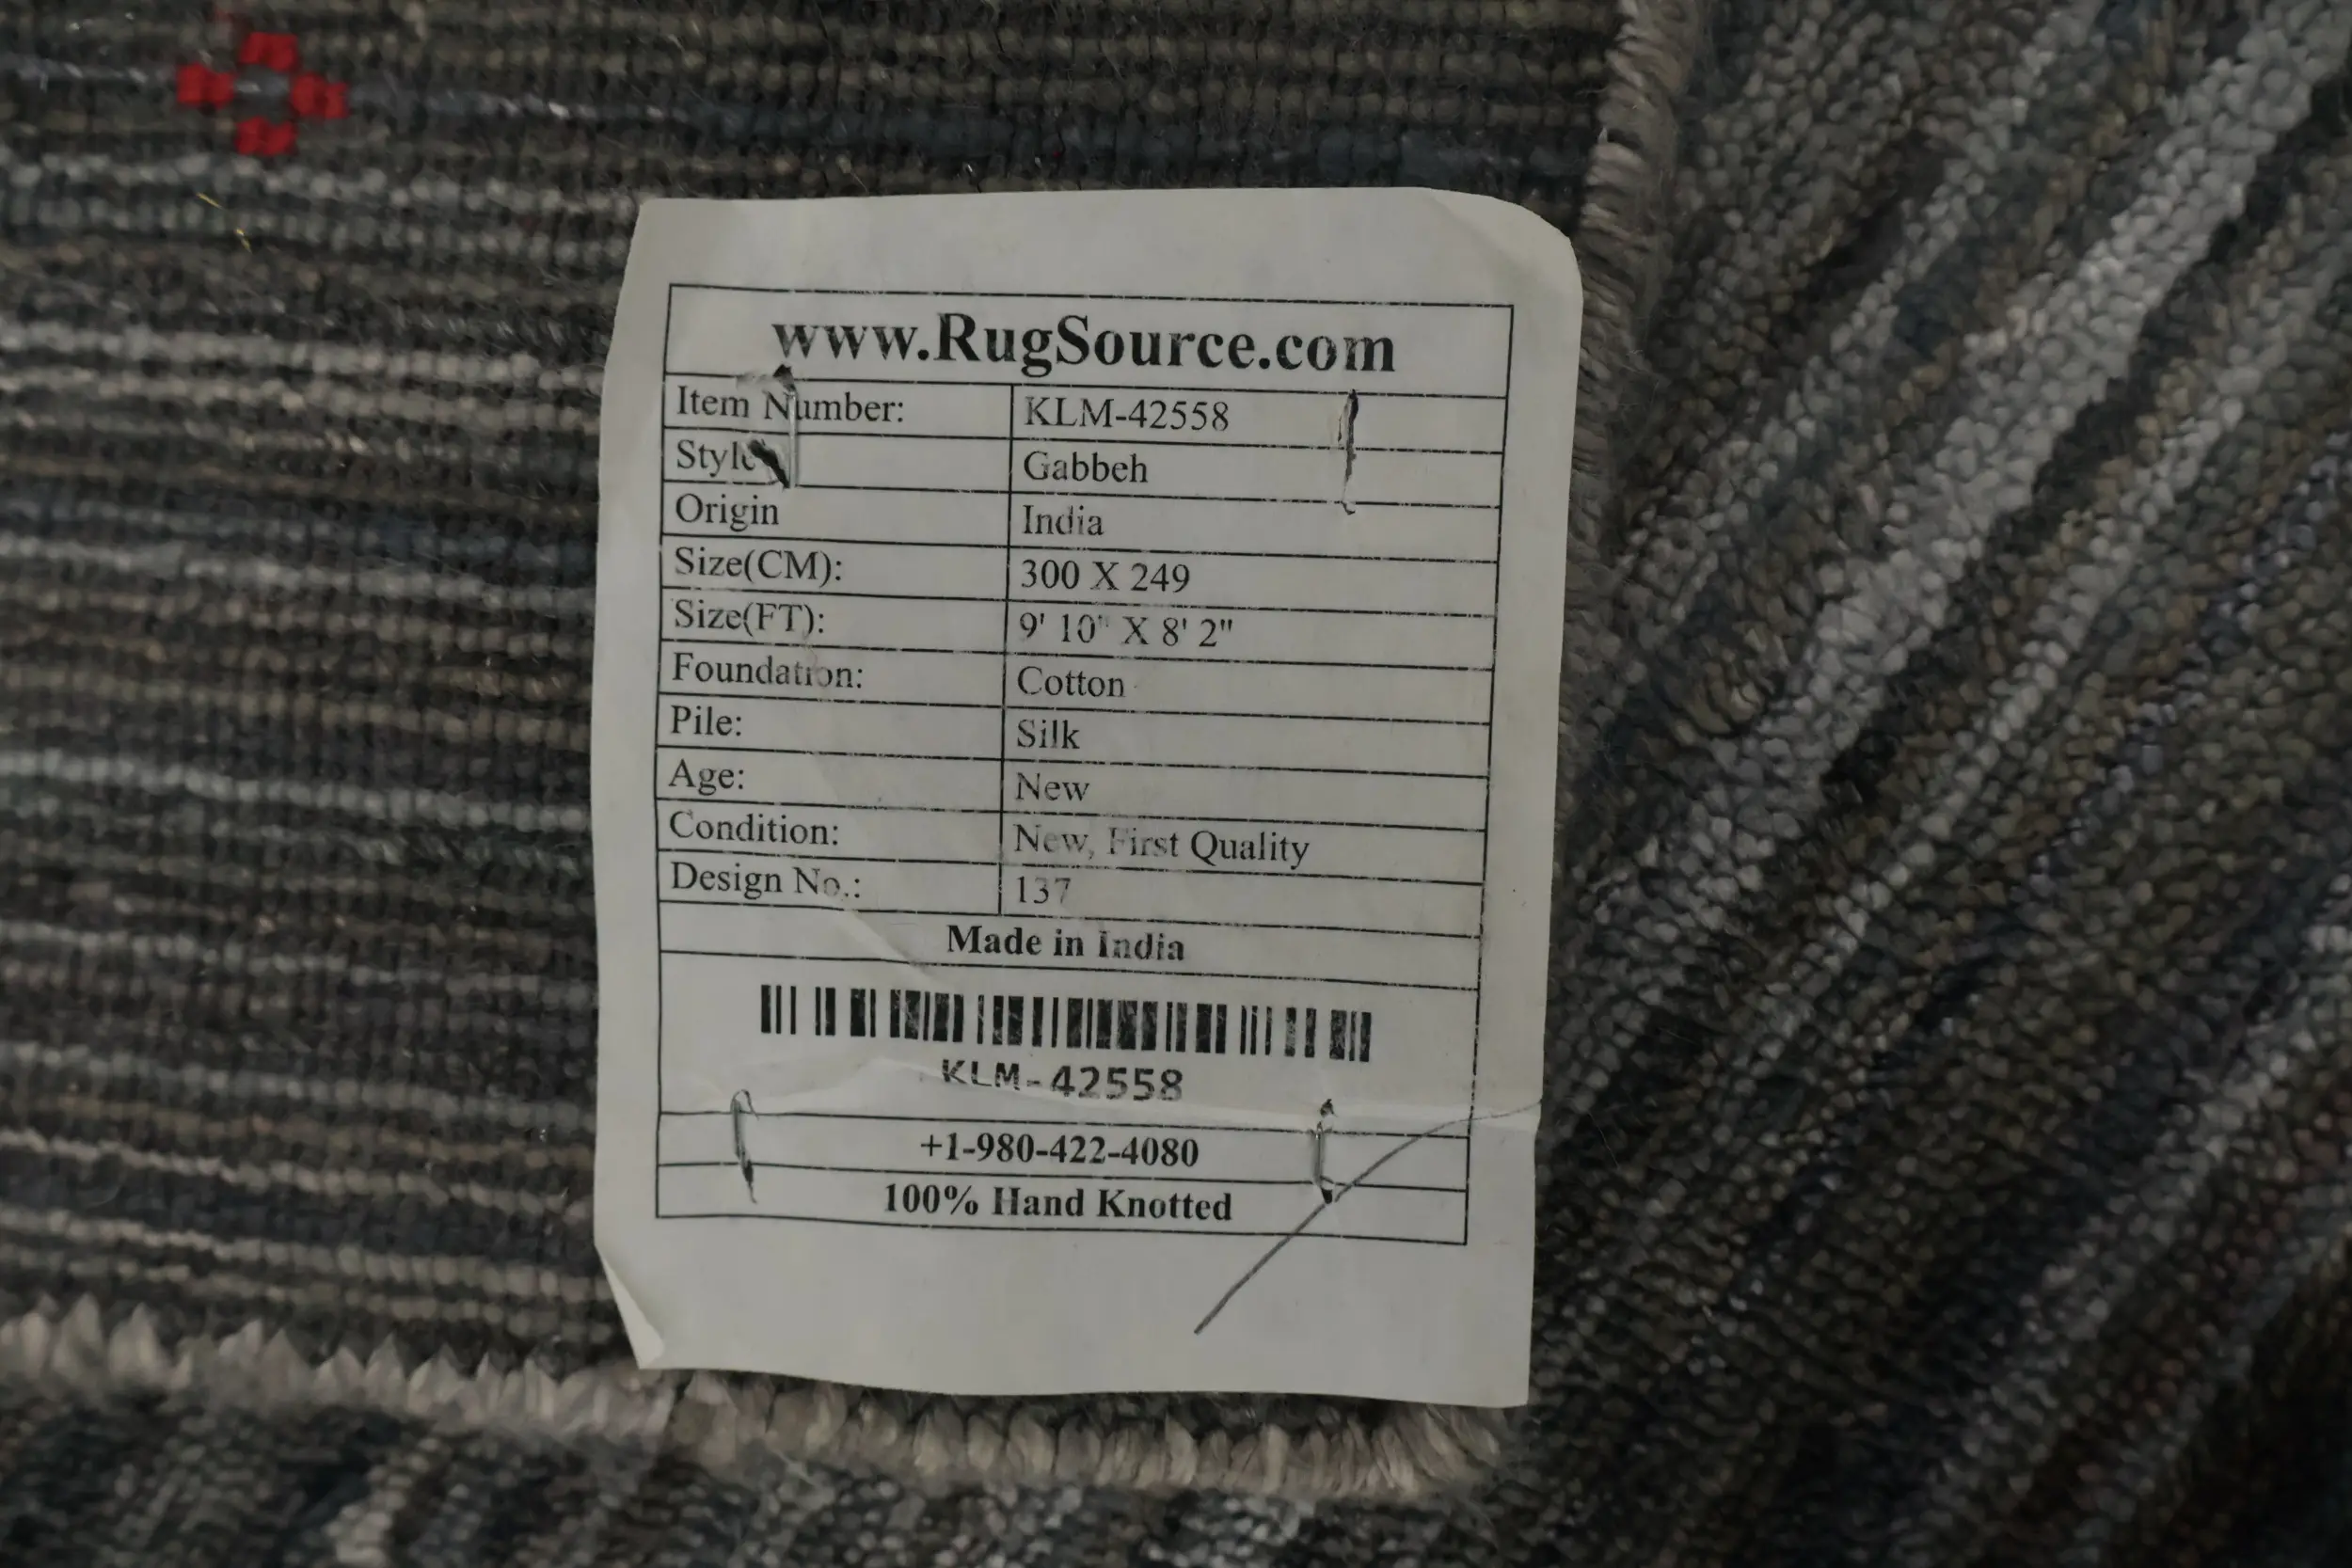 www.RugSource.com
Item Number: KLM-42558
Style Gabbeh
Origin India
Size(CM): 300 X 249
Size(FT): 9' 10" X 8' 2"
Foundation: Cotton
Pile: Silk
Age: New
Condition: New, First Quality
Design No.: 137
Made in India
KLM-42558
+1-980-422-4080
100% Hand Knotted